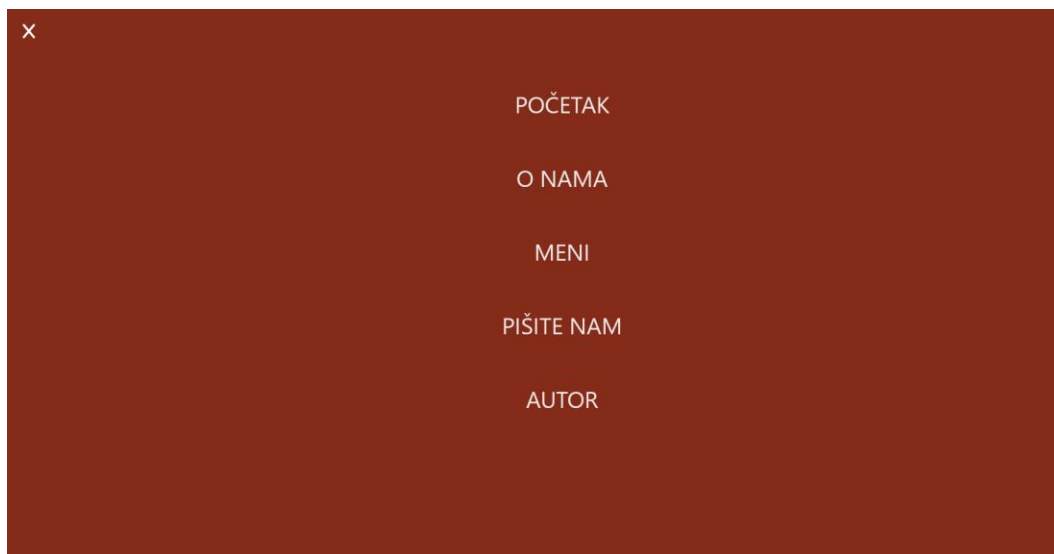 X
POČETAK
O NAMA
MENI
PIŠITE NAM
AUTOR